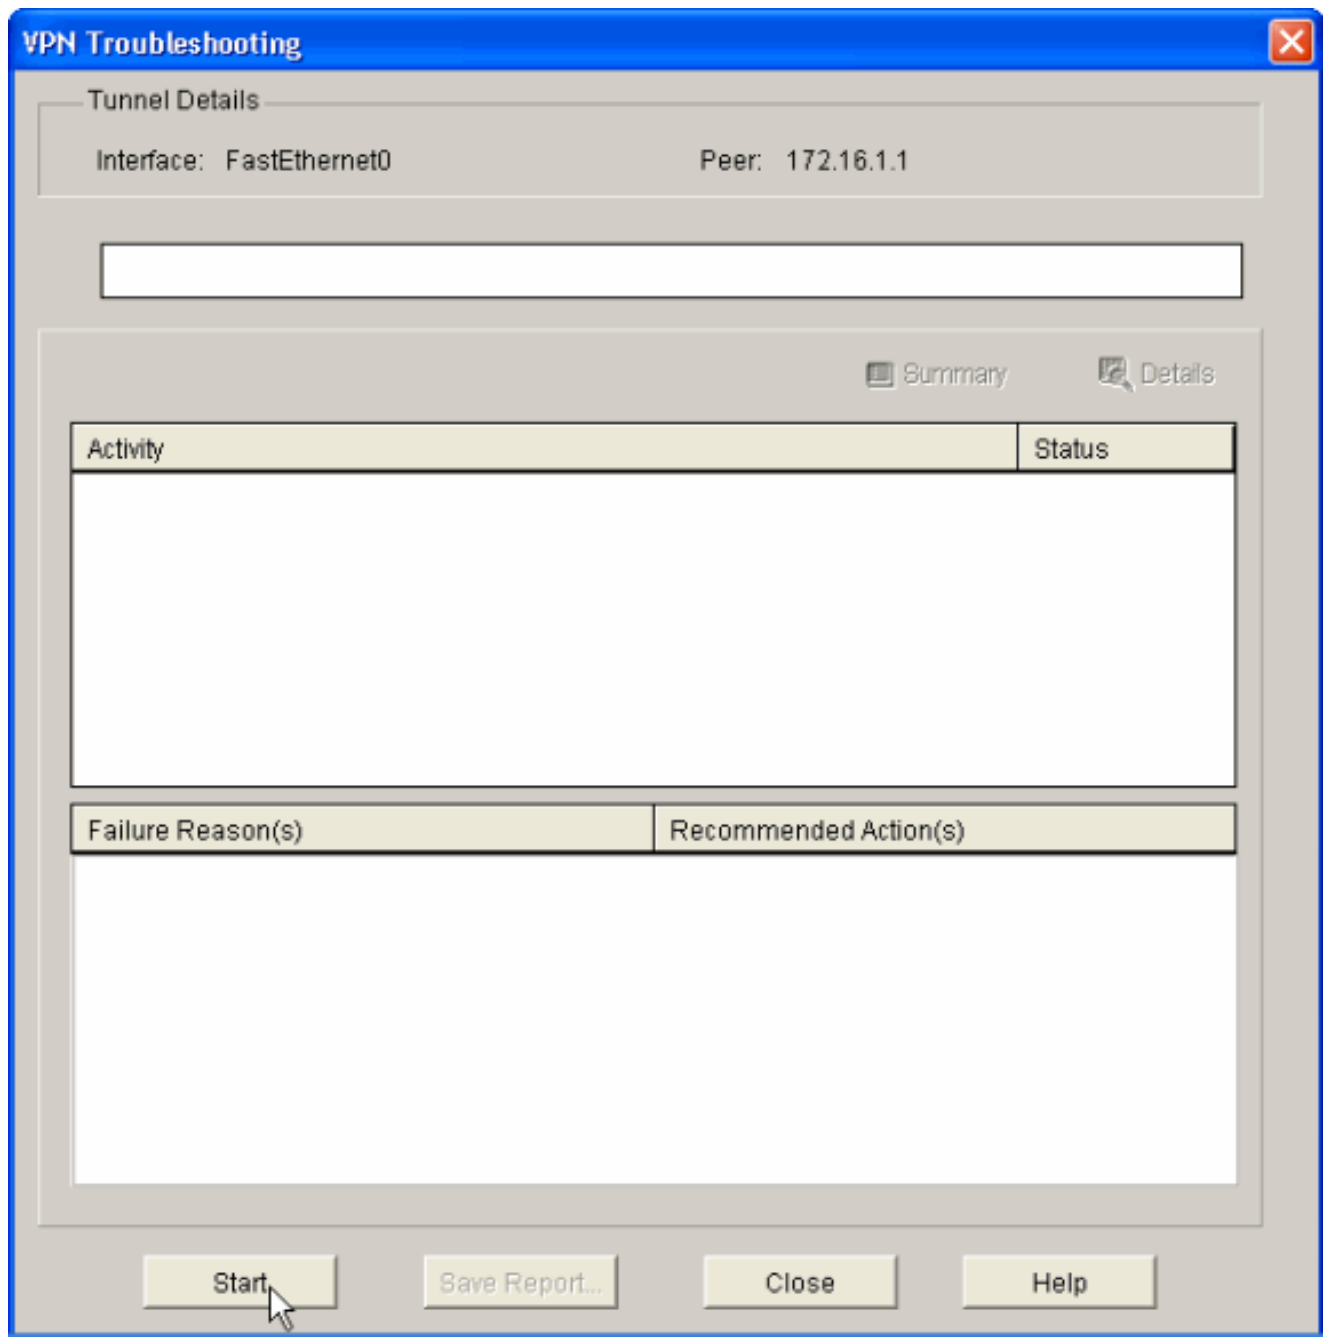 VPN Troubleshooting
Tunnel Details
Interface: FastEthernet0 Peer: 172.16.1.1
Summary Details
Activity Status
Failure Reason(s) Recommended Action(s)
Start Save Report... Close Help